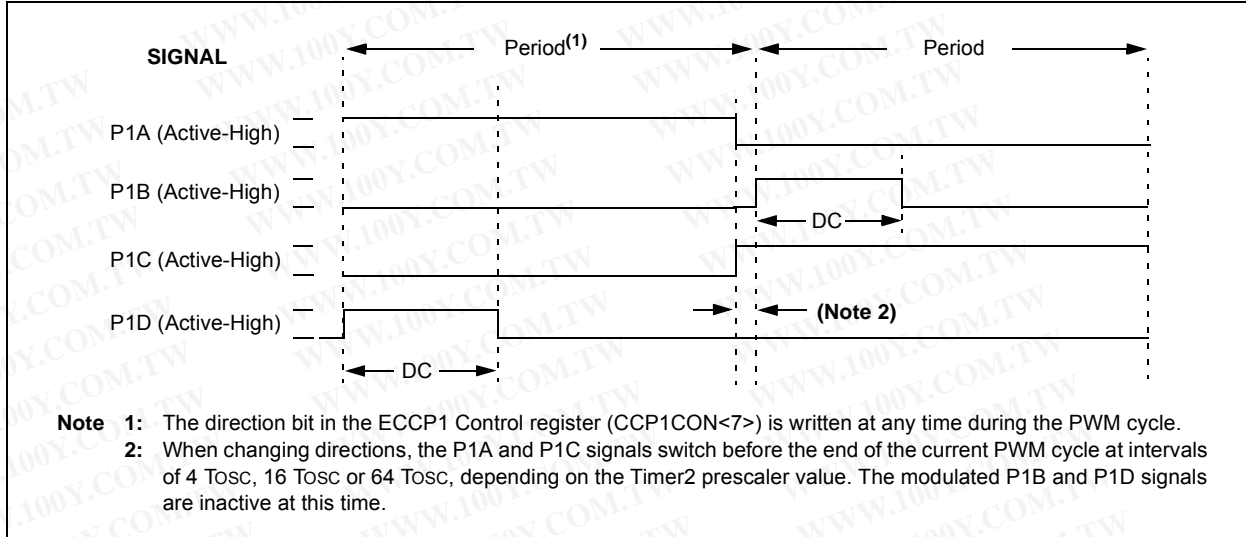 SIGNAL
Period(1)
Period
P1A (Active-High)
P1B (Active-High)
DC
P1C (Active-High)
(Note 2)
P1D (Active-High)
DC
Note 1: The direction bit in the ECCP1 Control register (CCP1CON<7>) is written at any time during the PWM cycle.
2: When changing directions, the P1A and P1C signals switch before the end of the current PWM cycle at intervals
of 4 TOSC, 16 TOSC or 64 TOSC, depending on the Timer2 prescaler value. The modulated P1B and P1D signals
are inactive at this time.
WWW.100Y.COM.TW